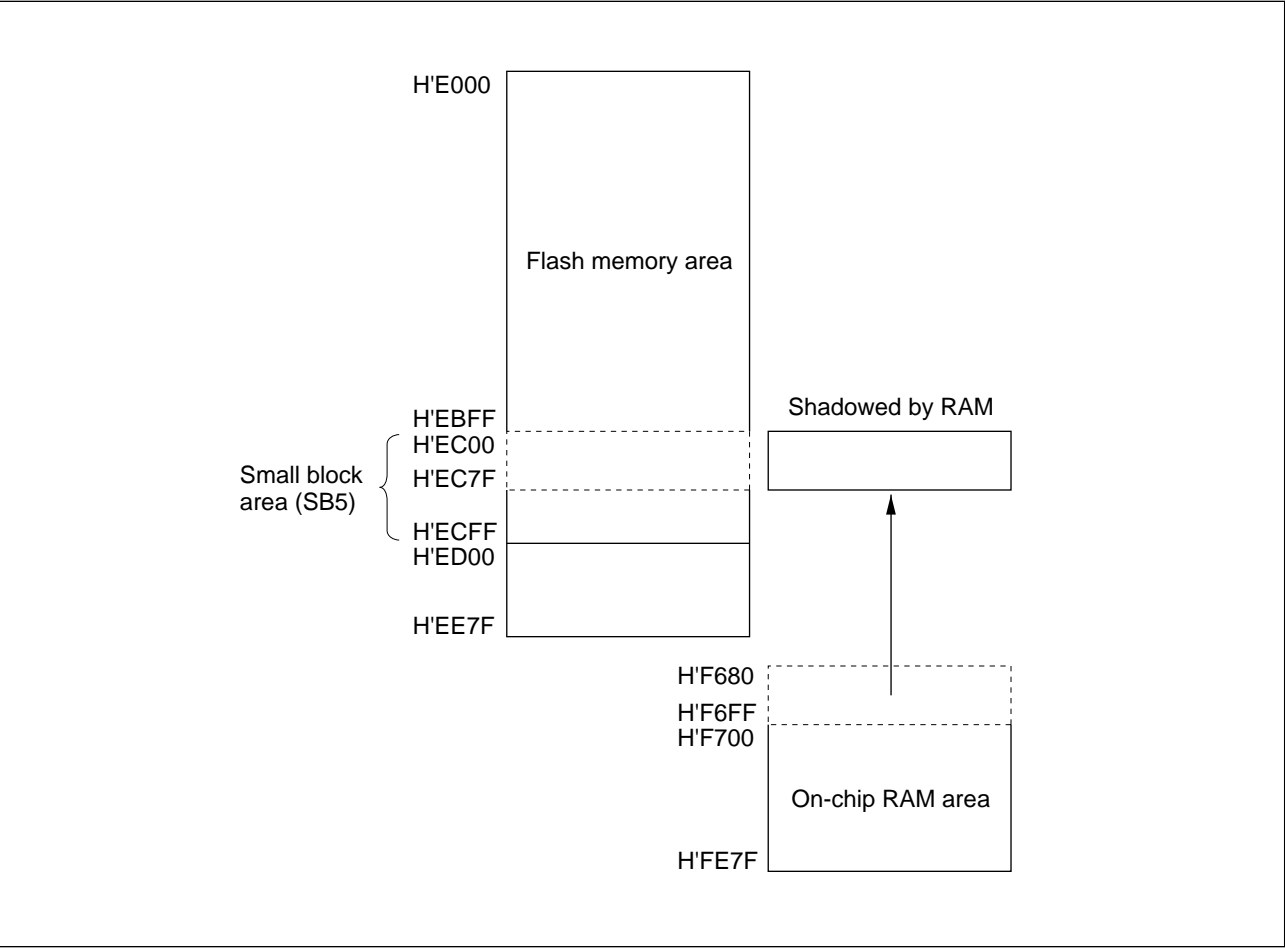 H'E000
Flash memory area
Shadowed by RAM
H'EBFF
H'EC00
Small block
area (SB5)
H'EC7F
H'ECFF
H'ED00
H'EE7F
H'F680
H'F6FF
H'F700
On-chip RAM area
H'FE7F